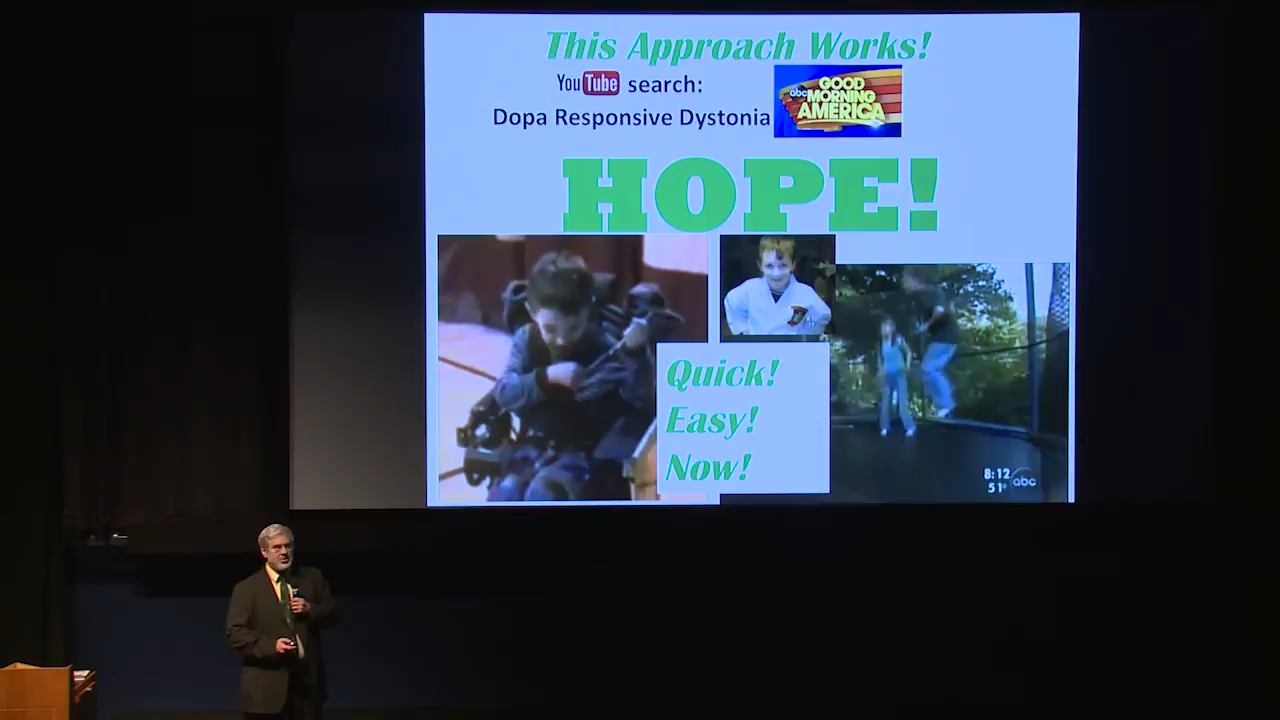 This Approach Works!
YouTube search:
Dopa Responsive Dystonia
abc GOOD MORNING AMERICA
HOPE!
Quick!
Easy!
Now!
8:12
51° abc